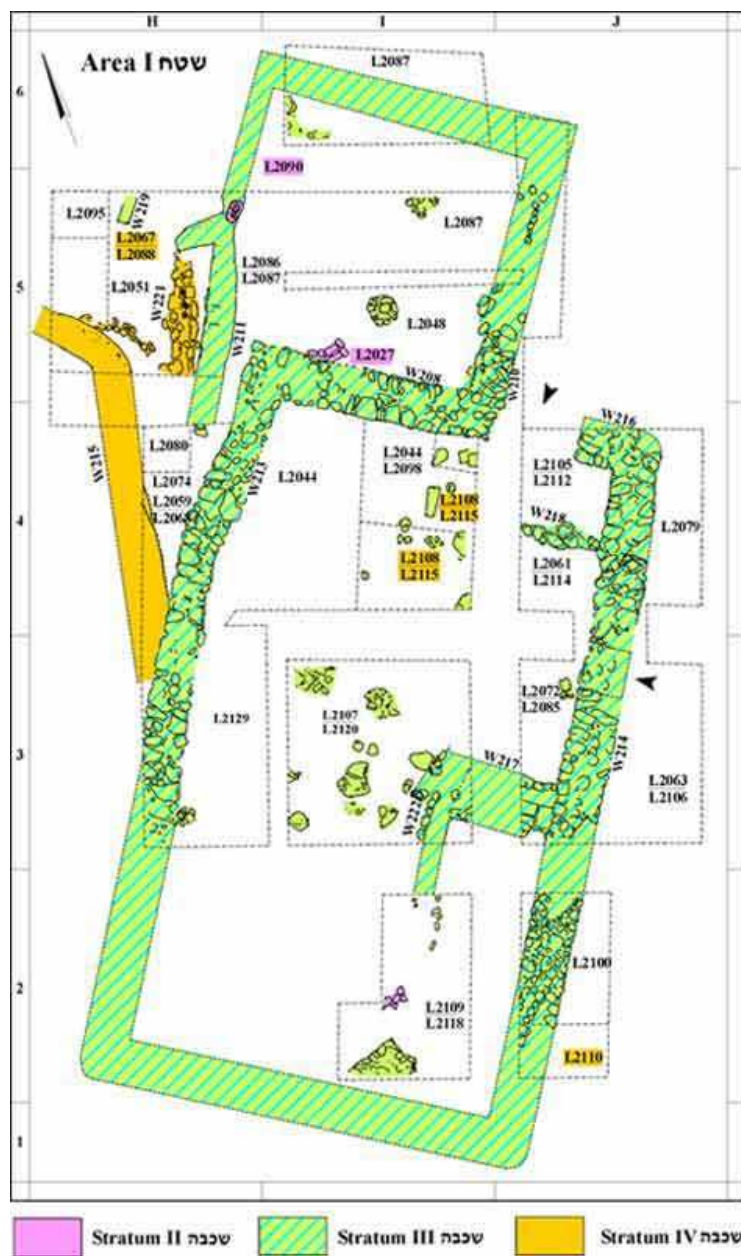 H I J
6
Area I שטח
L2087
L2090
L2095
W219
L2067
L2088
L2087
L2086
L2087
5
L2051
W221
W211
L2048
L2027
W208
W210
W216
W215
L2080
L2074
L2059
L2068
W213
L2044
L2044
L2098
L2105
L2112
L2108
L2115
W218
4
L2079
L2108
L2115
L2061
L2114
L2072
L2085
L2129
L2107
L2120
3
W217
W214
L2063
L2106
W222
L2100
2
L2109
L2118
L2110
1
Stratum II שכבה
Stratum III שכבה
Stratum IV שכבה